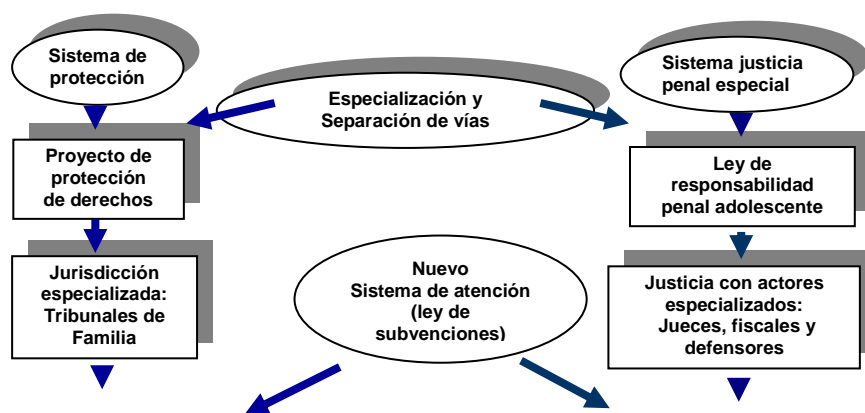 Sistema de
protección
Especialización y
Separación de vías
Sistema justicia
penal especial
Proyecto de
protección
de derechos
Ley de
responsabilidad
penal adolescente
Jurisdicción
especializada:
Tribunales de
Familia
Nuevo
Sistema de atención
(ley de
subvenciones)
Justicia con actores
especializados:
Jueces, fiscales y
defensores